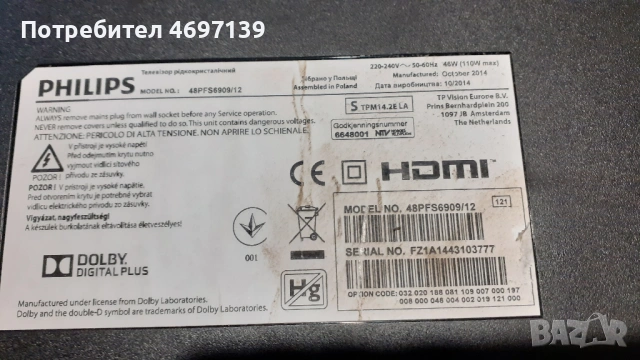 Потребител 4697139
PHILIPS
Телевізор рідкокристалічний
MODEL NO.: 48PFS6909/12
Зібрано у Польщі
Assembled in Poland
220-240V~ 50-60Hz 46W (110W max)
Manufactured: October 2014
Дата виробництва: 10/2014
WARNING
ALWAYS remove mains plug from wall socket before any Service operation.
NEVER remove covers unless qualified to do so. This unit contains dangerous voltages.
ATTENZIONE: PERICOLO DI ALTA TENSIONE. NON APRIRE LO SCHIENALE.
S TPM14.2E LA
Godkjenningsnummer
6648001 NTV
TP Vision Europe B.V.
Prins Bernhardplein 200
1097 JB Amsterdam
The Netherlands
POZOR ! V přístroji je vysoké napětí
Před odejmutím krytu nutno
vyjmout vidlici síťového
přívodu ze zásuvky.
POZOR ! V prístroji je vysoké napätie.
Pred otvorením krytu je potrebné vybrať
vidlicu elektrického prívodu zo zásuvky.
Vigyázat, nagyfeszültség!
A készülék burkolatának eltávolítása életveszélyes!
CE
HDMI
MODEL NO. 48PFS6909/12
121
SERIAL NO. FZ1A1443103777
OPTION CODE: 032 020 188 081 109 007 000 197
008 000 048 004 002 019 121 000
001
Hg
DOLBY
DIGITAL PLUS
Manufactured under license from Dolby Laboratories.
Dolby and the double-D symbol are trademarks of Dolby Laboratories.
BAZAR.BG